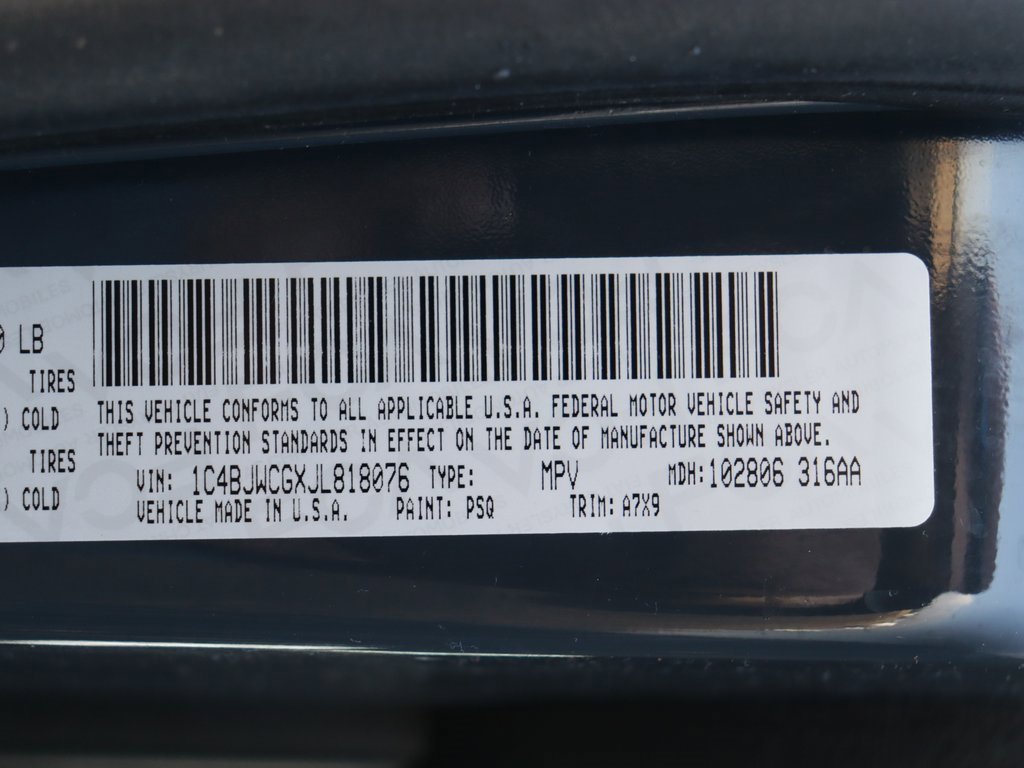 0 LB
TIRES
) COLD
TIRES
) COLD
THIS VEHICLE CONFORMS TO ALL APPLICABLE U.S.A. FEDERAL MOTOR VEHICLE SAFETY AND
THEFT PREVENTION STANDARDS IN EFFECT ON THE DATE OF MANUFACTURE SHOWN ABOVE.
VIN: 1C4BJWCGXJL818076 TYPE: MPV MDH:102806 316AA
VEHICLE MADE IN U.S.A. PAINT: PSQ TRIM: A7X9